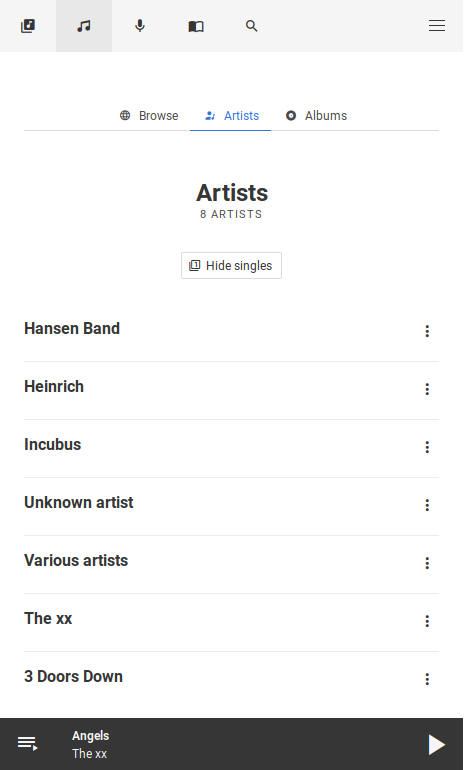 Browse
Artists
Albums
Artists
8 ARTISTS
Hide singles
Hansen Band
Heinrich
Incubus
Unknown artist
Various artists
The xx
3 Doors Down
Angels
The xx